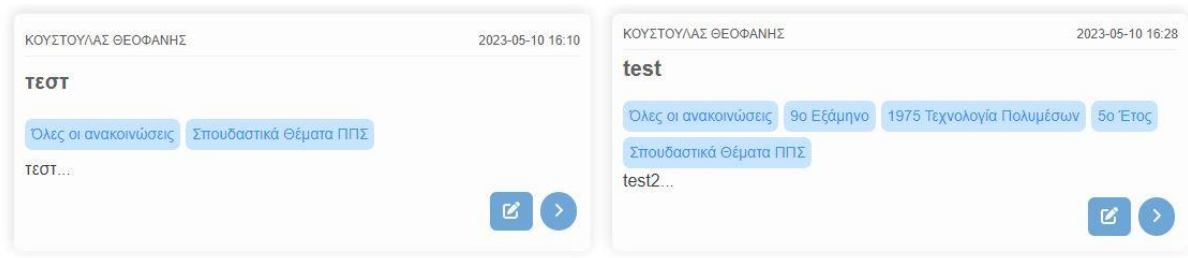 ΚΟΥΣΤΟΥΛΑΣ ΘΕΟΦΑΝΗΣ 2023-05-10 16:10
τεστ
Όλες οι ανακοινώσεις Σπουδαστικά Θέματα ΠΠΣ
τεστ...
ΚΟΥΣΤΟΥΛΑΣ ΘΕΟΦΑΝΗΣ 2023-05-10 16:28
test
Όλες οι ανακοινώσεις 9ο Εξάμηνο 1975 Τεχνολογία Πολυμέσων 5ο Έτος
Σπουδαστικά Θέματα ΠΠΣ
test2...